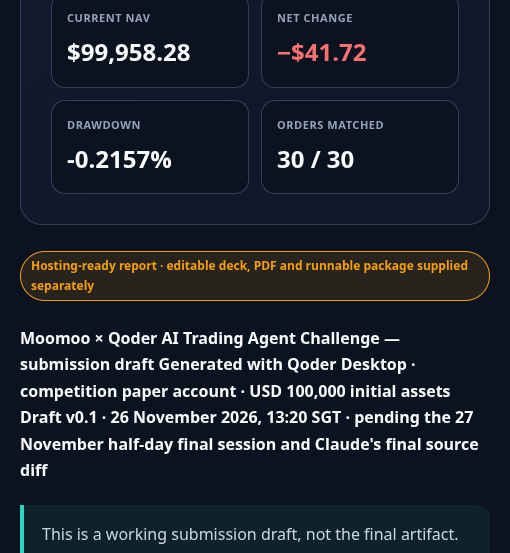 CURRENT NAV
NET CHANGE
$99,958.28
−$41.72
DRAWDOWN
ORDERS MATCHED
-0.2157%
30 / 30
Hosting-ready report · editable deck, PDF and runnable package supplied
separately
Moomoo × Qoder AI Trading Agent Challenge —
submission draft Generated with Qoder Desktop ·
competition paper account · USD 100,000 initial assets
Draft v0.1 · 26 November 2026, 13:20 SGT · pending the 27
November half-day final session and Claude's final source
diff
This is a working submission draft, not the final artifact.